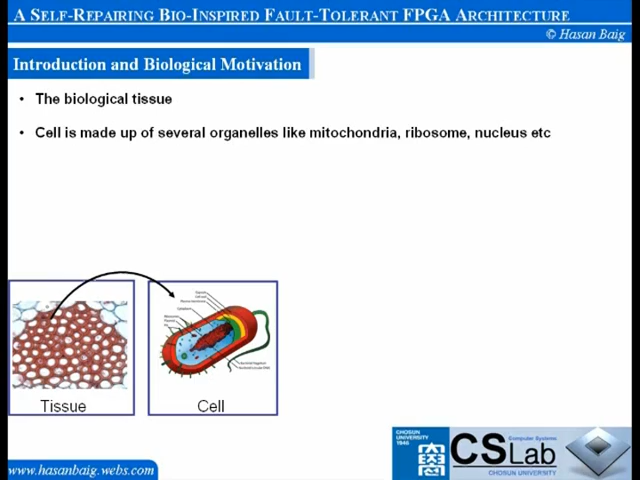 A SELF-REPAIRING BIO-INSPIRED FAULT-TOLERANT FPGA ARCHITECTURE
© Hasan Baig
Introduction and Biological Motivation
• The biological tissue
• Cell is made up of several organelles like mitochondria, ribosome, nucleus etc
Tissue
Cell
CHOSUN
UNIVERSITY
1946
CSLab
Computer Systems
CHOSUN UNIVERSITY
www.hasanbaig.webs.com